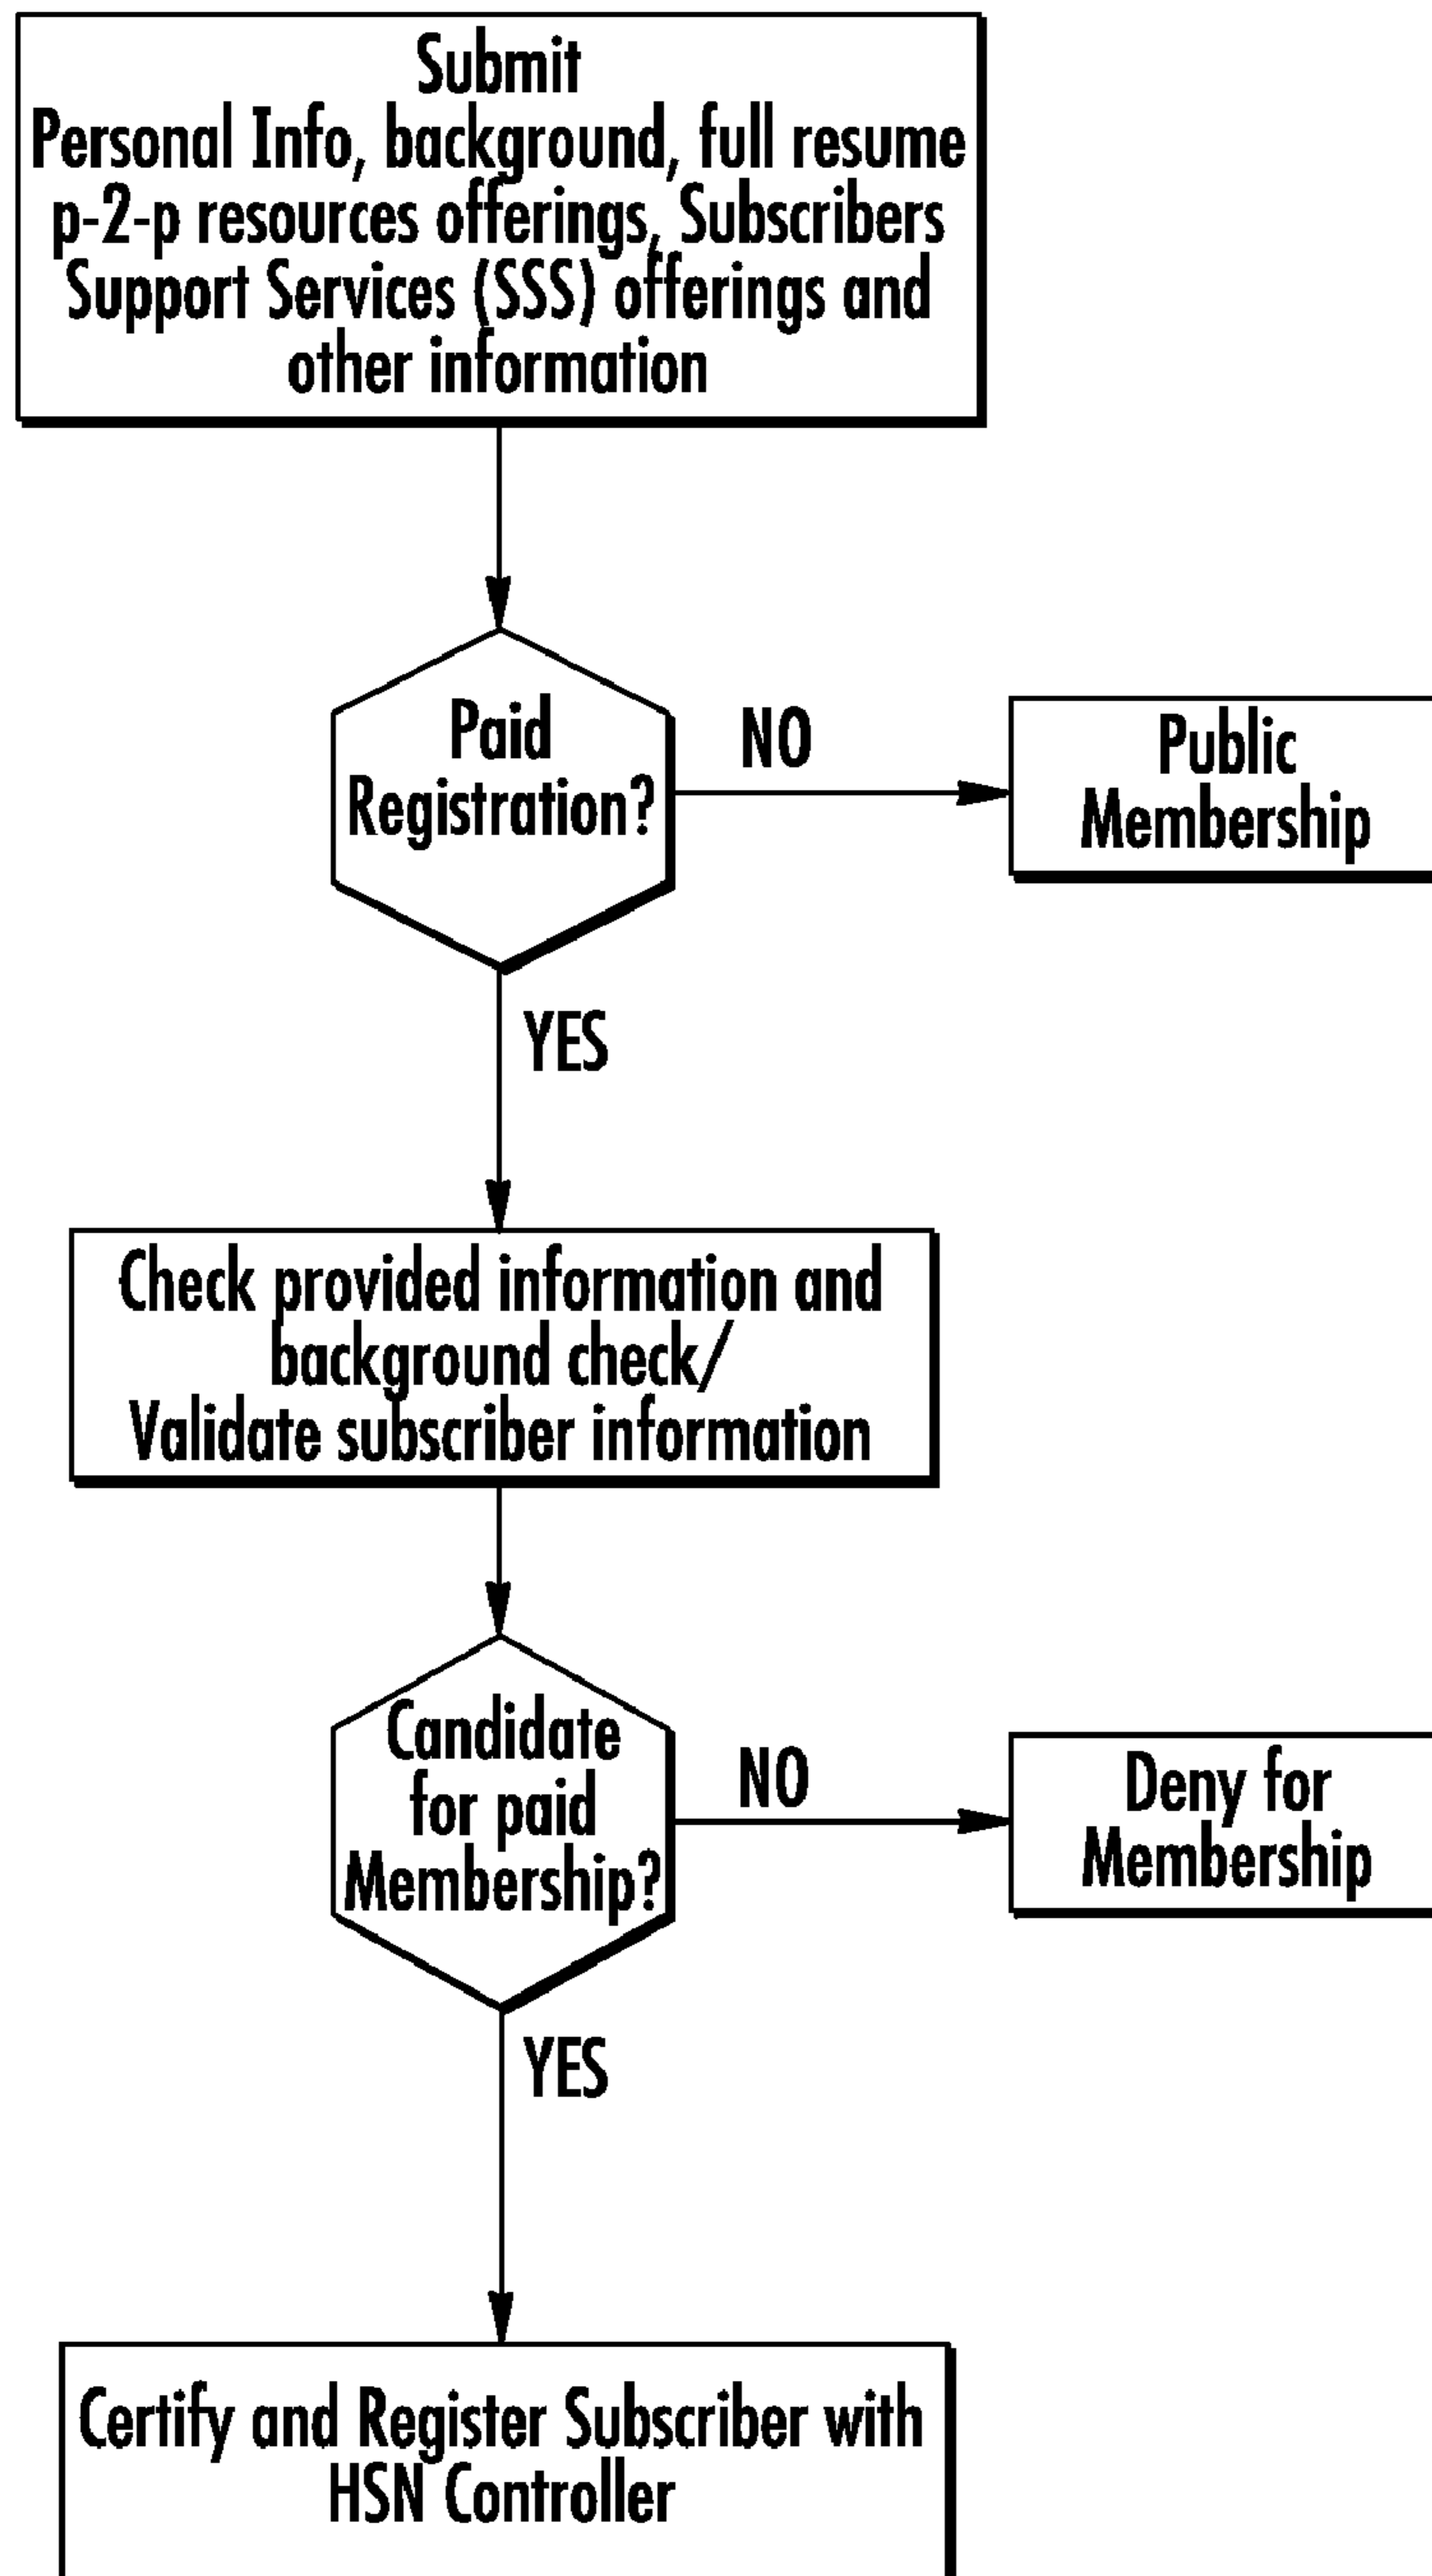 Submit
Personal Info, background, full resume
p-2-p resources offerings, Subscribers
Support Services (SSS) offerings and
other information
Paid
Registration?
NO
Public
Membership
YES
Check provided information and
background check/
Validate subscriber information
Candidate
for paid
Membership?
NO
Deny for
Membership
YES
Certify and Register Subscriber with
HSN Controller